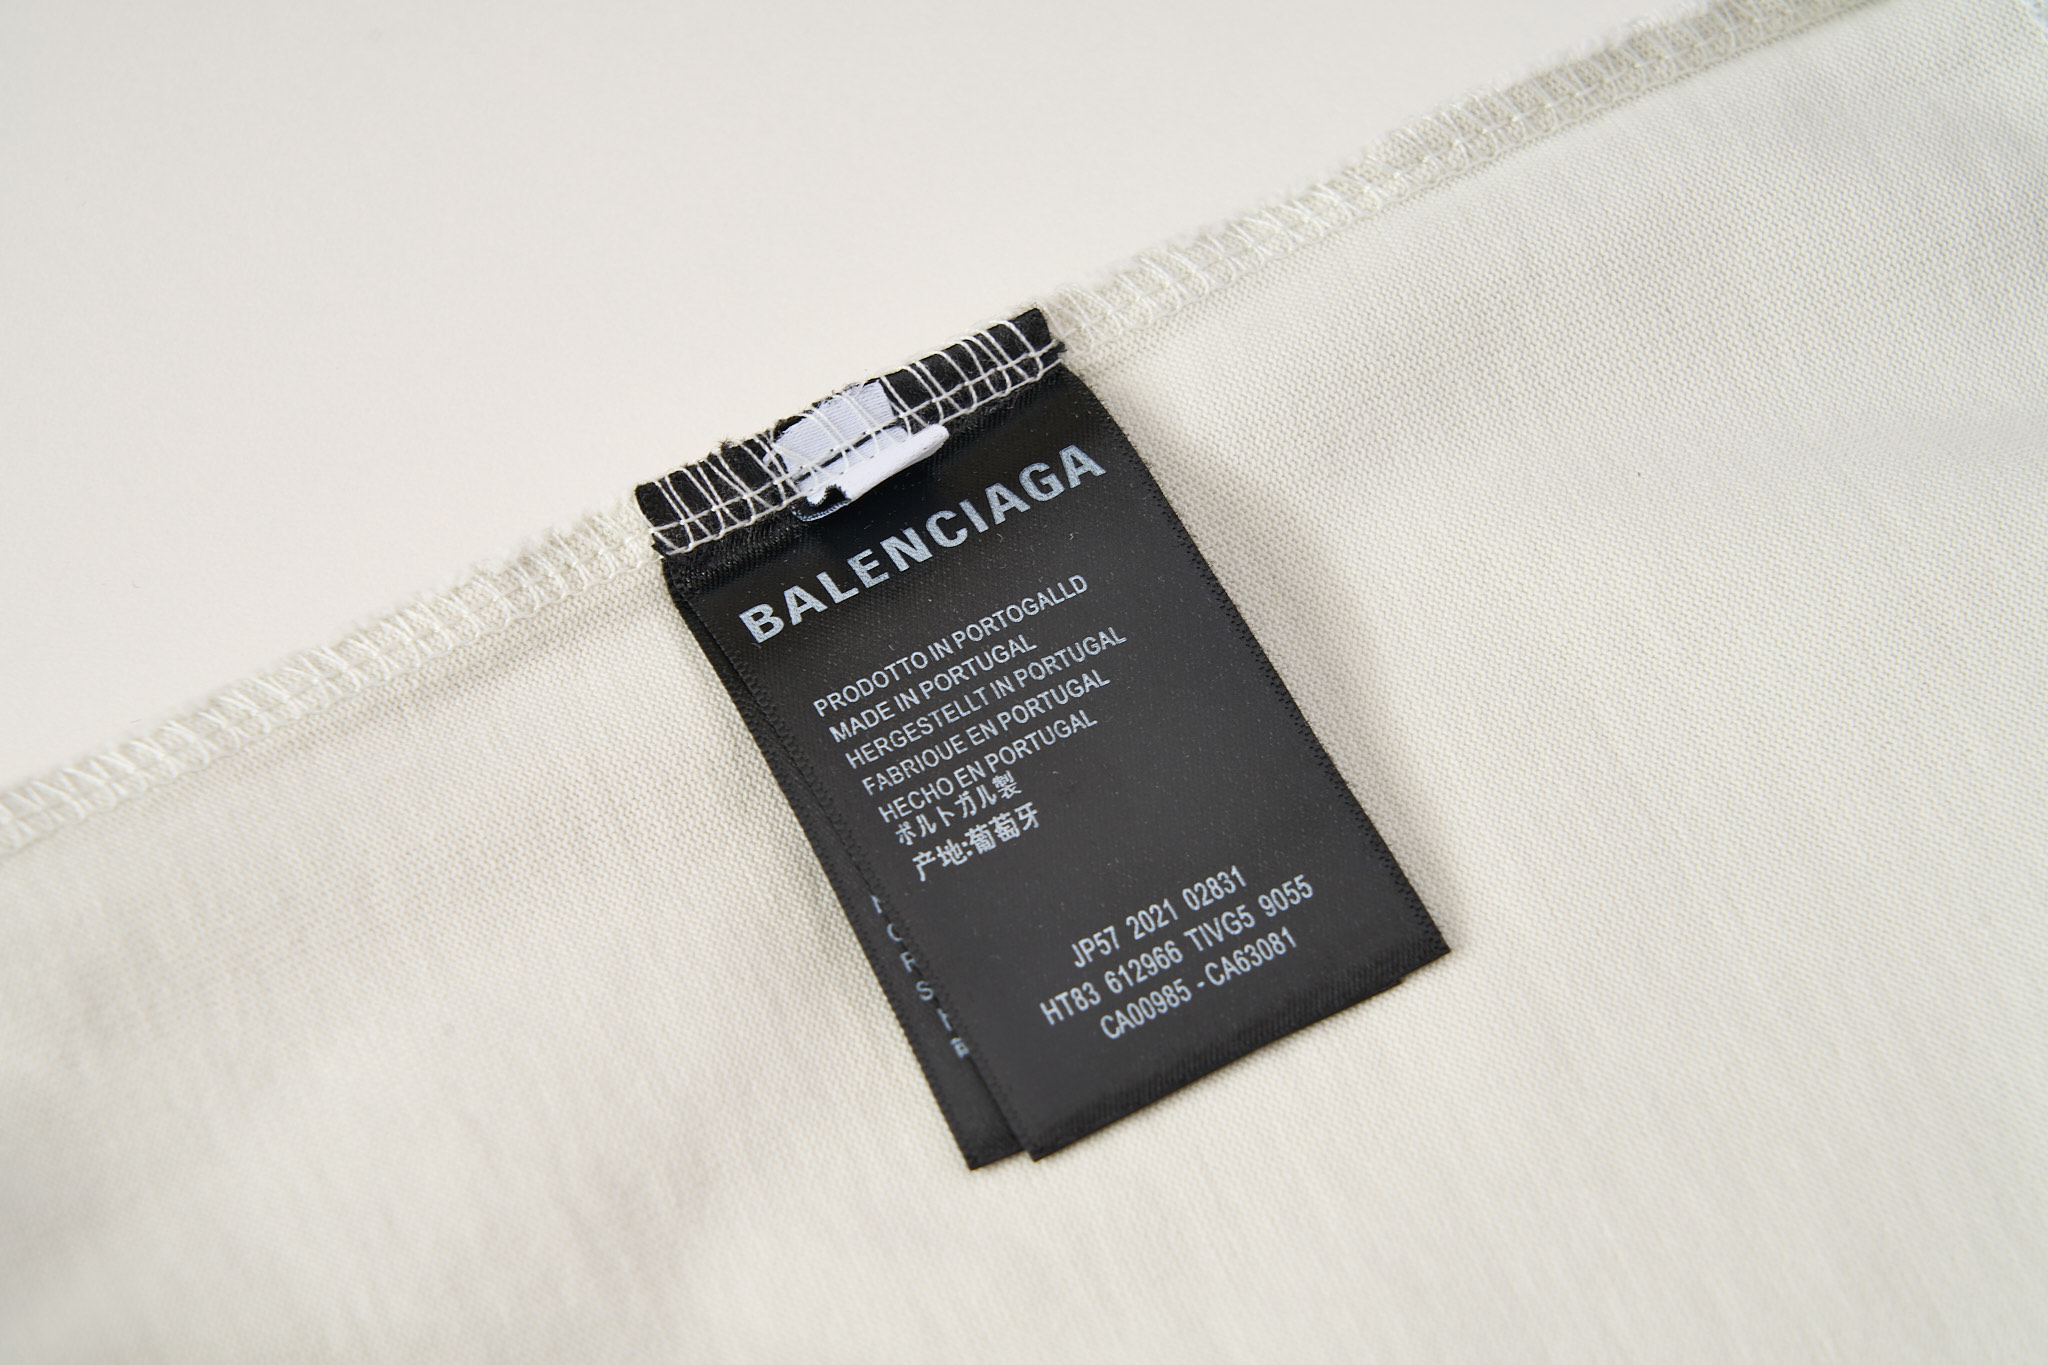 BALENCIAGA
PRODOTTO IN PORTOGALLD
MADE IN PORTUGAL
HERGESTELLT IN PORTUGAL
FABRIOUE EN PORTUGAL
HECHO EN PORTUGAL
ポルトガル製
产地:葡萄牙
JP57 2021 02831
HT83 612966 TIVG5 9055
CA00985 - CA63081